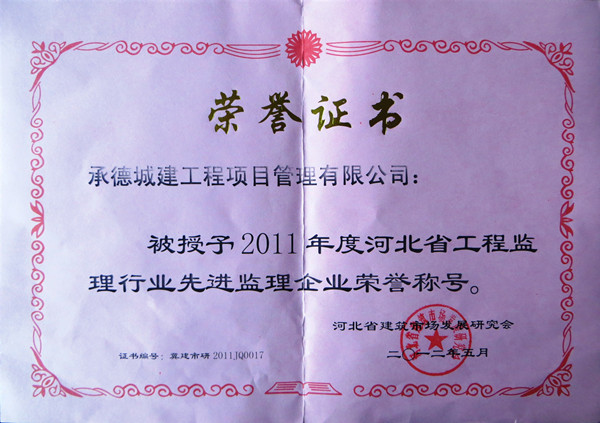 荣誉证书
承德城建工程项目管理有限公司：
被授予2011年度河北省工程监
理行业先进监理企业荣誉称号。
河北省建筑市场发展研究会
二〇一二年五月
证书编号：冀建市研2011JQ0017